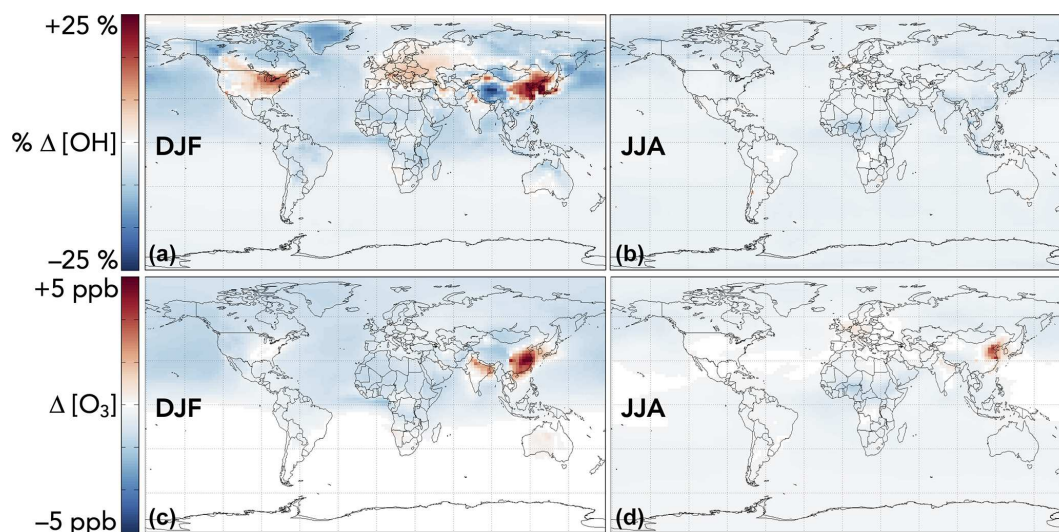 +25 %
% Δ [OH]
−25 %
DJF
(a)
JJA
(b)
+5 ppb
Δ [O₃]
−5 ppb
DJF
(c)
JJA
(d)